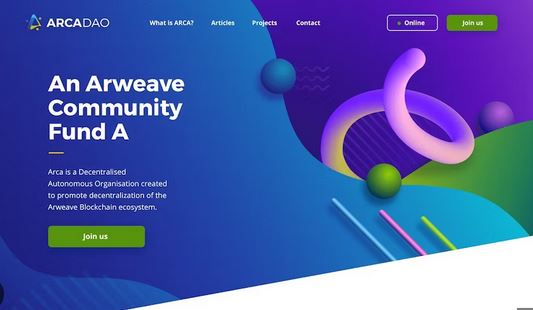 ARCADAO
What is ARCA?
Articles
Projects
Contact
Online
Join us
An Arweave
Community
Fund A
Arca is a Decentralised
Autonomous Organisation created
to promote decentralization of the
Arweave Blockchain ecosystem.
Join us